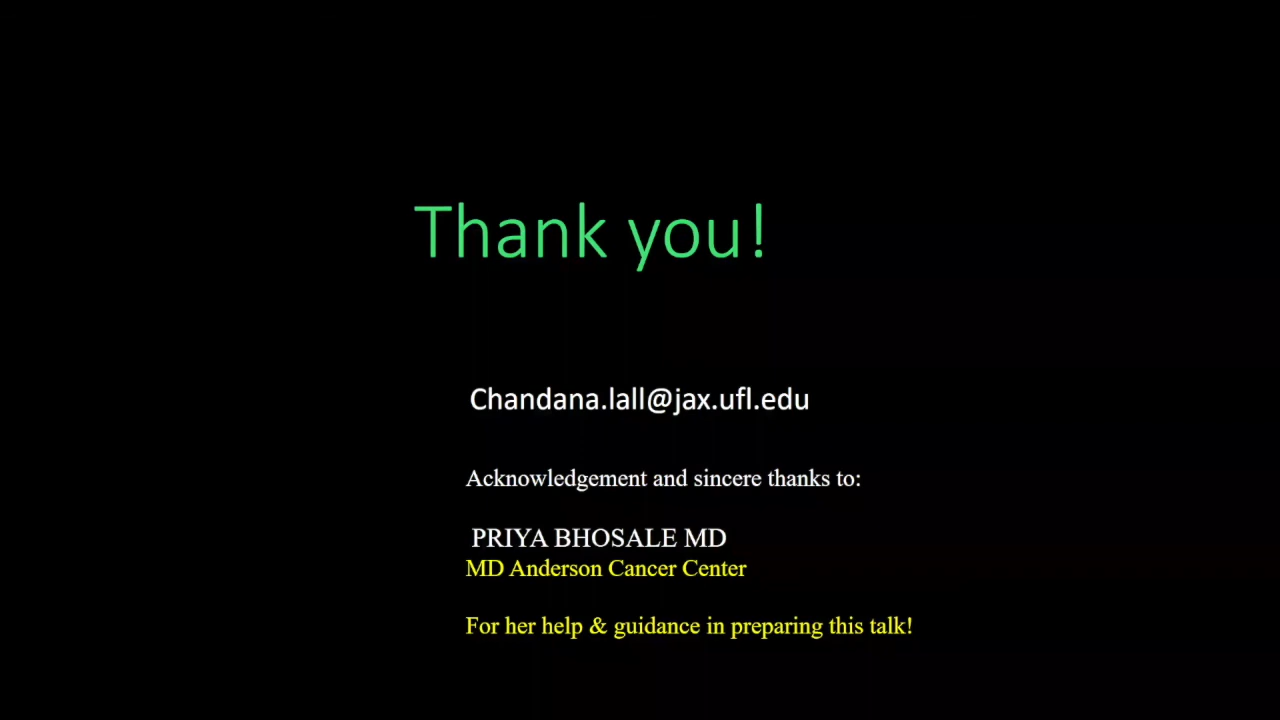 Thank you!
Chandana.lall@jax.ufl.edu
Acknowledgement and sincere thanks to:
PRIYA BHOSALE MD
MD Anderson Cancer Center
For her help & guidance in preparing this talk!